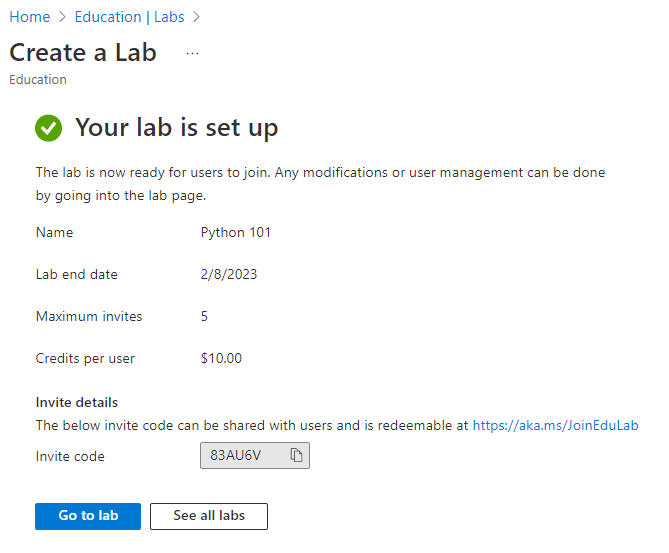 Home > Education | Labs >
Create a Lab ...
Education
Your lab is set up
The lab is now ready for users to join. Any modifications or user management can be done
by going into the lab page.
Name Python 101
Lab end date 2/8/2023
Maximum invites 5
Credits per user $10.00
Invite details
The below invite code can be shared with users and is redeemable at https://aka.ms/JoinEduLab
Invite code 83AU6V
Go to lab See all labs